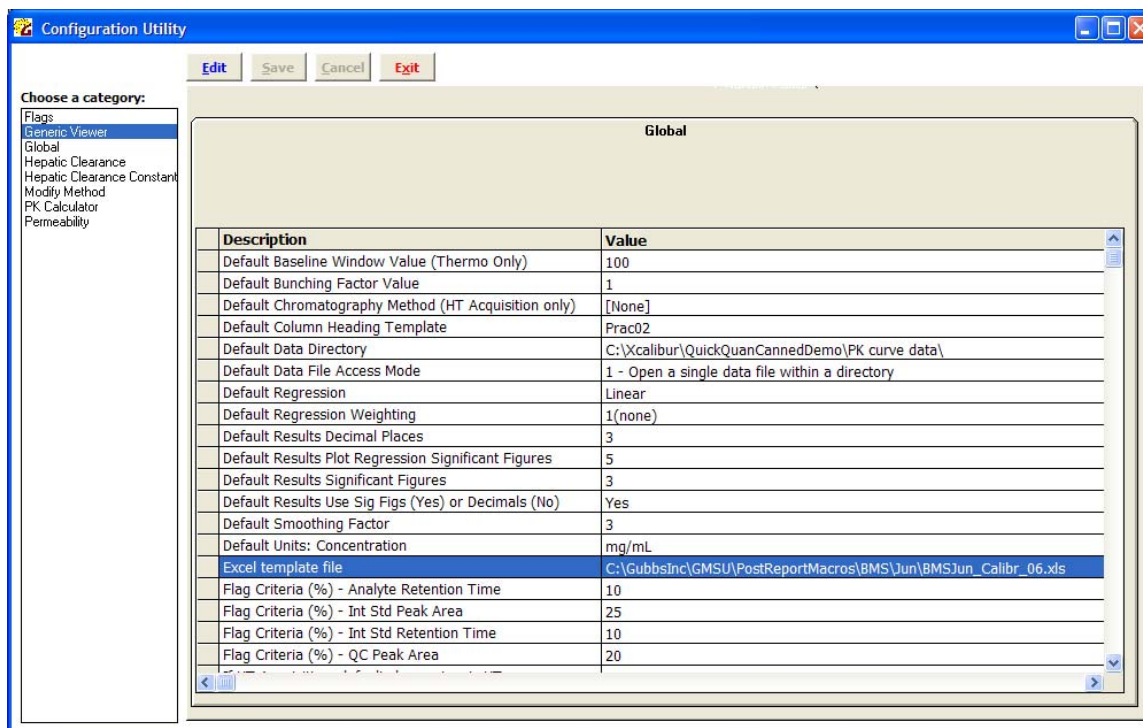 Configuration Utility
Edit Save Cancel Exit
Choose a category:
Flags
Generic Viewer
Global
Hepatic Clearance
Hepatic Clearance Constant
Modify Method
PK Calculator
Permeability
Global
Description Value
Default Baseline Window Value (Thermo Only) 100
Default Bunching Factor Value 1
Default Chromatography Method (HT Acquisition only) [None]
Default Column Heading Template Prac02
Default Data Directory C:\Xcalibur\QuickQuanCannedDemo\PK curve data\
Default Data File Access Mode 1 - Open a single data file within a directory
Default Regression Linear
Default Regression Weighting 1(none)
Default Results Decimal Places 3
Default Results Plot Regression Significant Figures 5
Default Results Significant Figures 3
Default Results Use Sig Figs (Yes) or Decimals (No) Yes
Default Smoothing Factor 3
Default Units: Concentration mg/mL
Excel template file C:\GubbsInc\GMSU\PostReportMacros\BMS\Jun\BMSJun_Calibr_06.xls
Flag Criteria (%) - Analyte Retention Time 10
Flag Criteria (%) - Int Std Peak Area 25
Flag Criteria (%) - Int Std Retention Time 10
Flag Criteria (%) - QC Peak Area 20